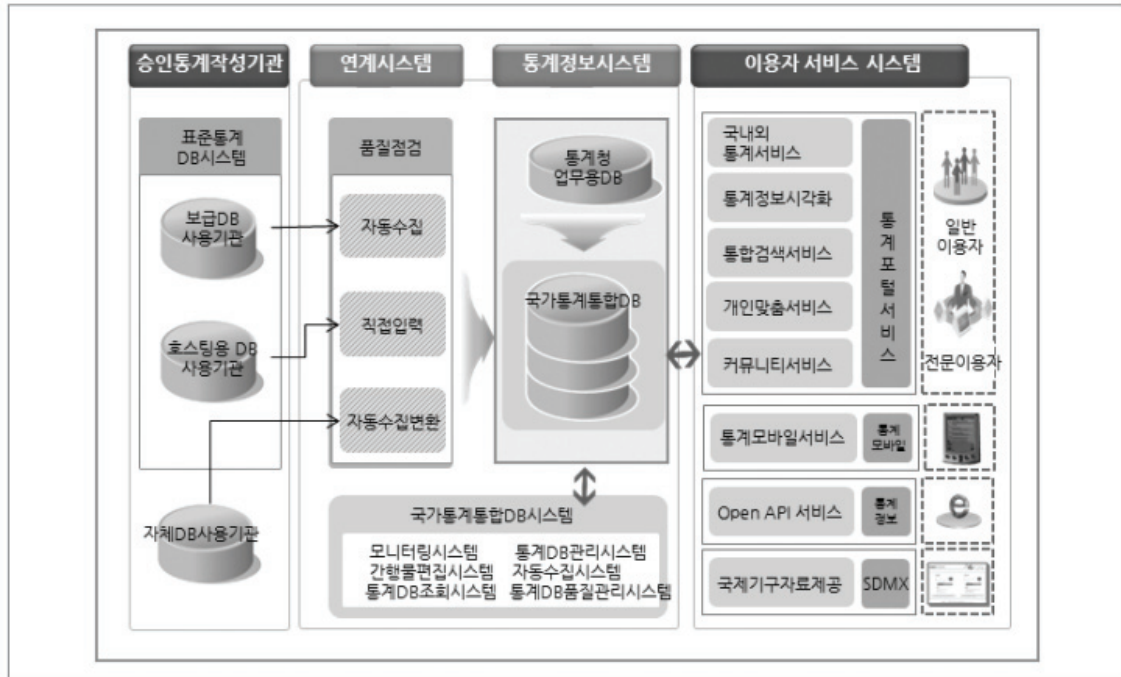 승인통계작성기관
연계시스템
통계정보시스템
이용자 서비스 시스템
표준통계
DB시스템
보급DB
사용기관
호스팅용 DB
사용기관
자체DB사용기관
품질점검
자동수집
직접입력
자동수집변환
통계청
업무용DB
국가통계통합DB
국가통계통합DB시스템
모니터링시스템 통계DB관리시스템
간행물편집시스템 자동수집시스템
통계DB조회시스템 통계DB품질관리시스템
국내외
통계서비스
통계정보시각화
통합검색서비스
개인맞춤서비스
커뮤니티서비스
통계포털서비스
일반
이용자
전문이용자
통계모바일서비스
통계
모바일
Open API 서비스
통계
정보
e
국제기구자료제공
SDMX